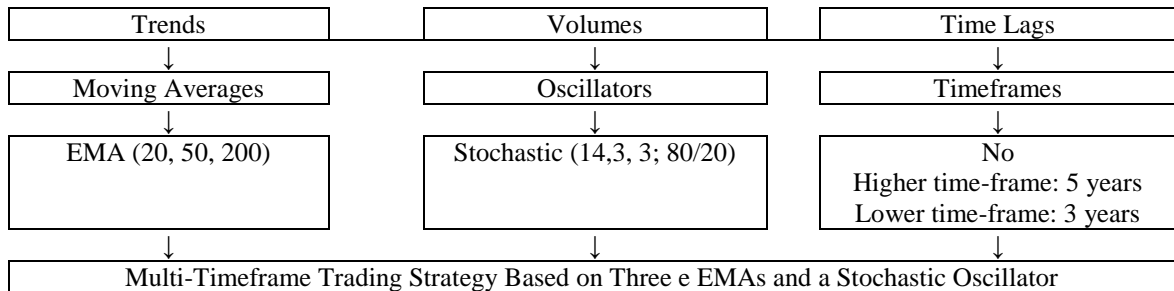 Trends
Volumes
Time Lags
↓
↓
↓
Moving Averages
Oscillators
Timeframes
↓
↓
↓
EMA (20, 50, 200)
Stochastic (14,3, 3; 80/20)
No
Higher time-frame: 5 years
Lower time-frame: 3 years
↓
↓
↓
Multi-Timeframe Trading Strategy Based on Three e EMAs and a Stochastic Oscillator